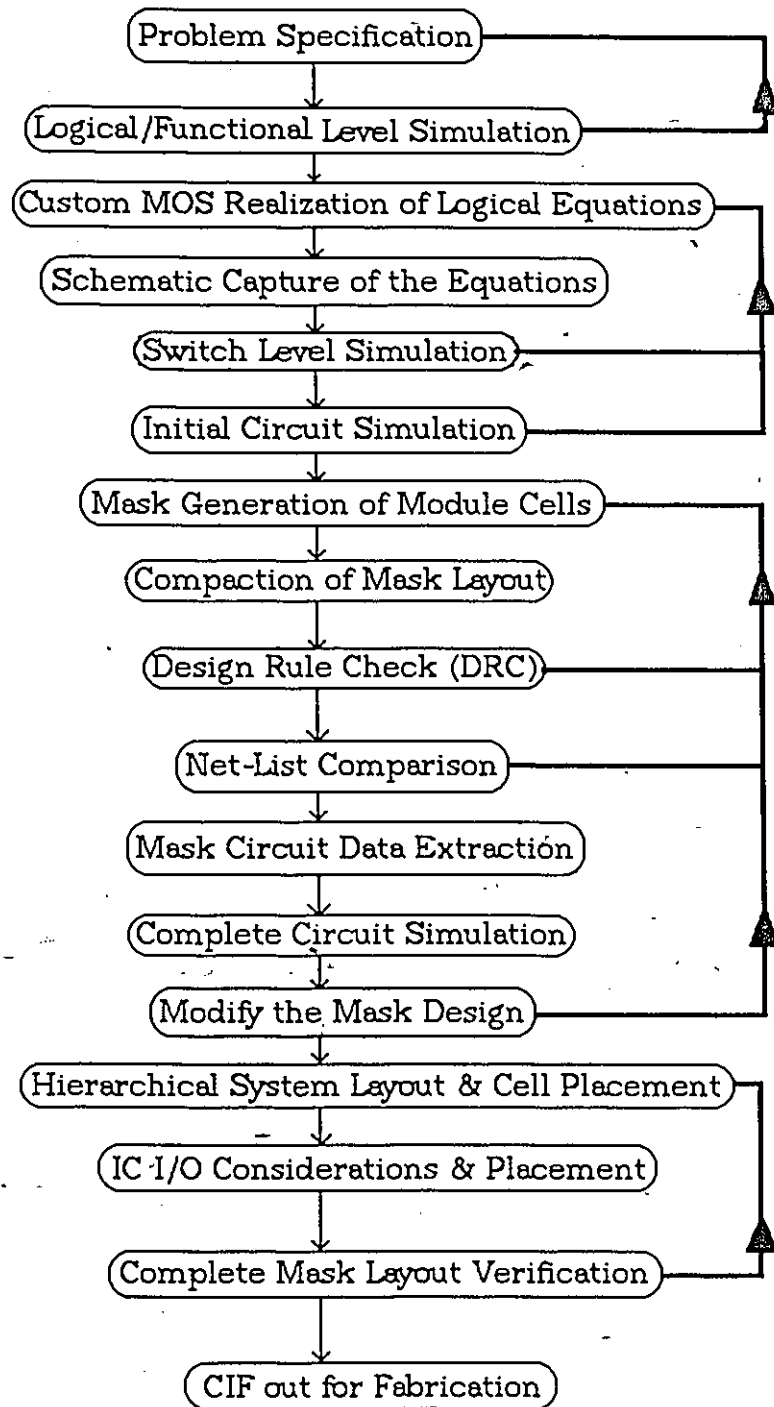 Problem Specification
Logical/Functional Level Simulation
Custom MOS Realization of Logical Equations
Schematic Capture of the Equations
Switch Level Simulation
Initial Circuit Simulation
Mask Generation of Module Cells
Compaction of Mask Layout
Design Rule Check (DRC)
Net-List Comparison
Mask Circuit Data Extraction
Complete Circuit Simulation
Modify the Mask Design
Hierarchical System Layout & Cell Placement
IC I/O Considerations & Placement
Complete Mask Layout Verification
CIF out for Fabrication